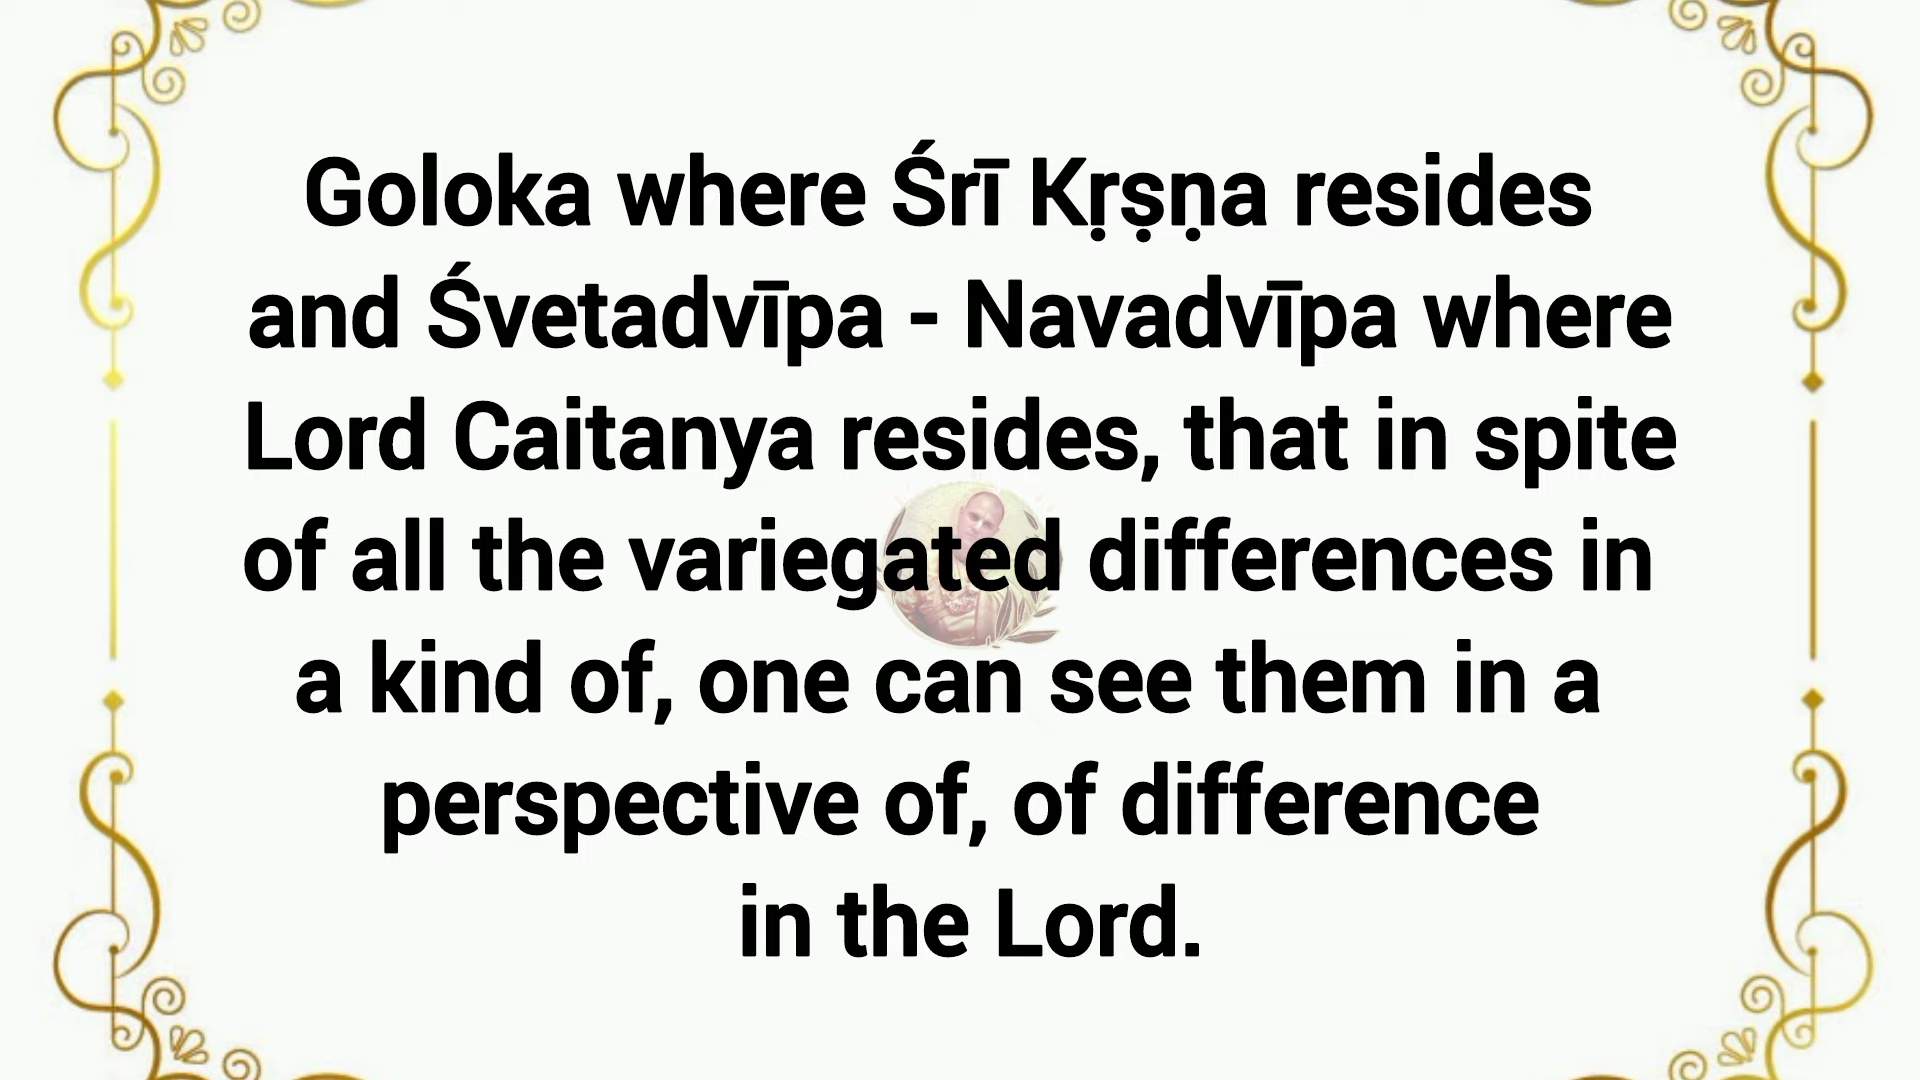 Goloka where Śrī Kṛṣṇa resides
and Śvetadvīpa - Navadvīpa where
Lord Caitanya resides, that in spite
of all the variegated differences in
a kind of, one can see them in a
perspective of, of difference
in the Lord.